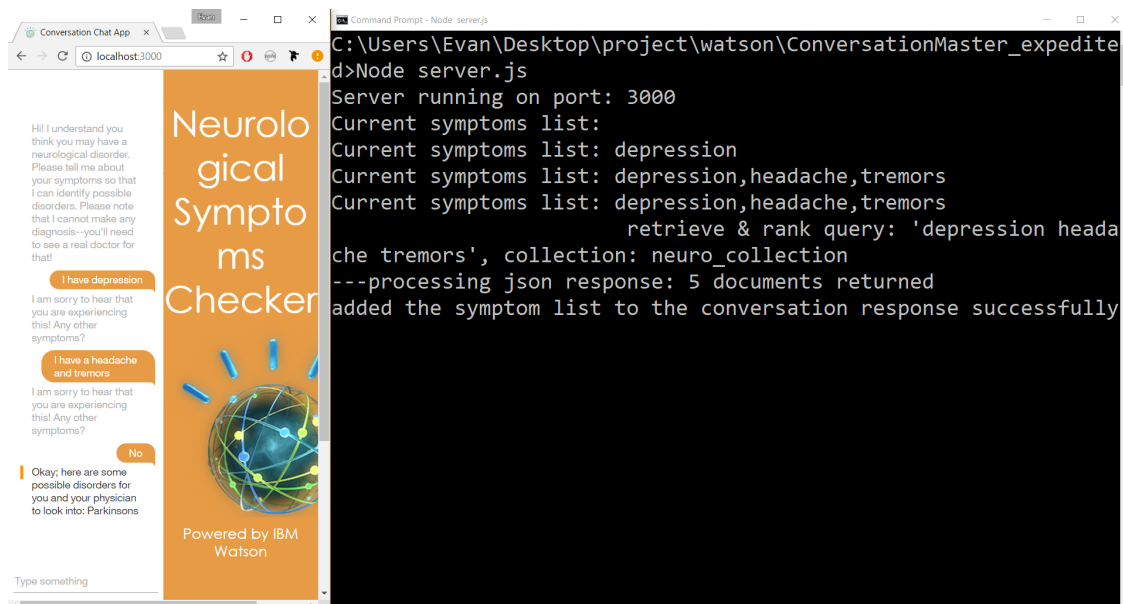 Evan
Conversation Chat App
localhost:3000
Hi! I understand you
think you may have a
neurological disorder.
Please tell me about
your symptoms so that
I can identify possible
disorders. Please note
that I cannot make any
diagnosis--you'll need
to see a real doctor for
that!
I have depression
I am sorry to hear that
you are experiencing
this! Any other
symptoms?
I have a headache
and tremors
I am sorry to hear that
you are experiencing
this! Any other
symptoms?
No
Okay; here are some
possible disorders for
you and your physician
to look into: Parkinsons
Type something
Neurolo
gical
Sympto
ms
Checker
Powered by IBM
Watson
Command Prompt - Node server.js
C:\Users\Evan\Desktop\project\watson\ConversationMaster_expedite
d>Node server.js
Server running on port: 3000
Current symptoms list:
Current symptoms list: depression
Current symptoms list: depression,headache,tremors
Current symptoms list: depression,headache,tremors
retrieve & rank query: 'depression heada
che tremors', collection: neuro_collection
---processing json response: 5 documents returned
added the symptom list to the conversation response successfully